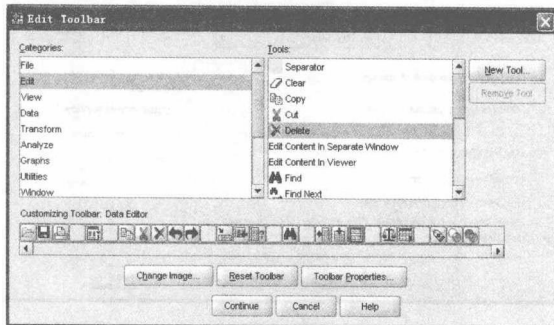 Edit Toolbar
Categories:
File
Edit
View
Data
Transform
Analyze
Graphs
Utilities
Window
Tools:
Separator
Clear
Copy
Cut
Delete
Edit Content In Separate Window
Edit Content In Viewer
Find
Find Next
New Tool...
Remove Tool
Customizing Toolbar: Data Editor
Change Image...
Reset Toolbar
Toolbar Properties...
Continue
Cancel
Help